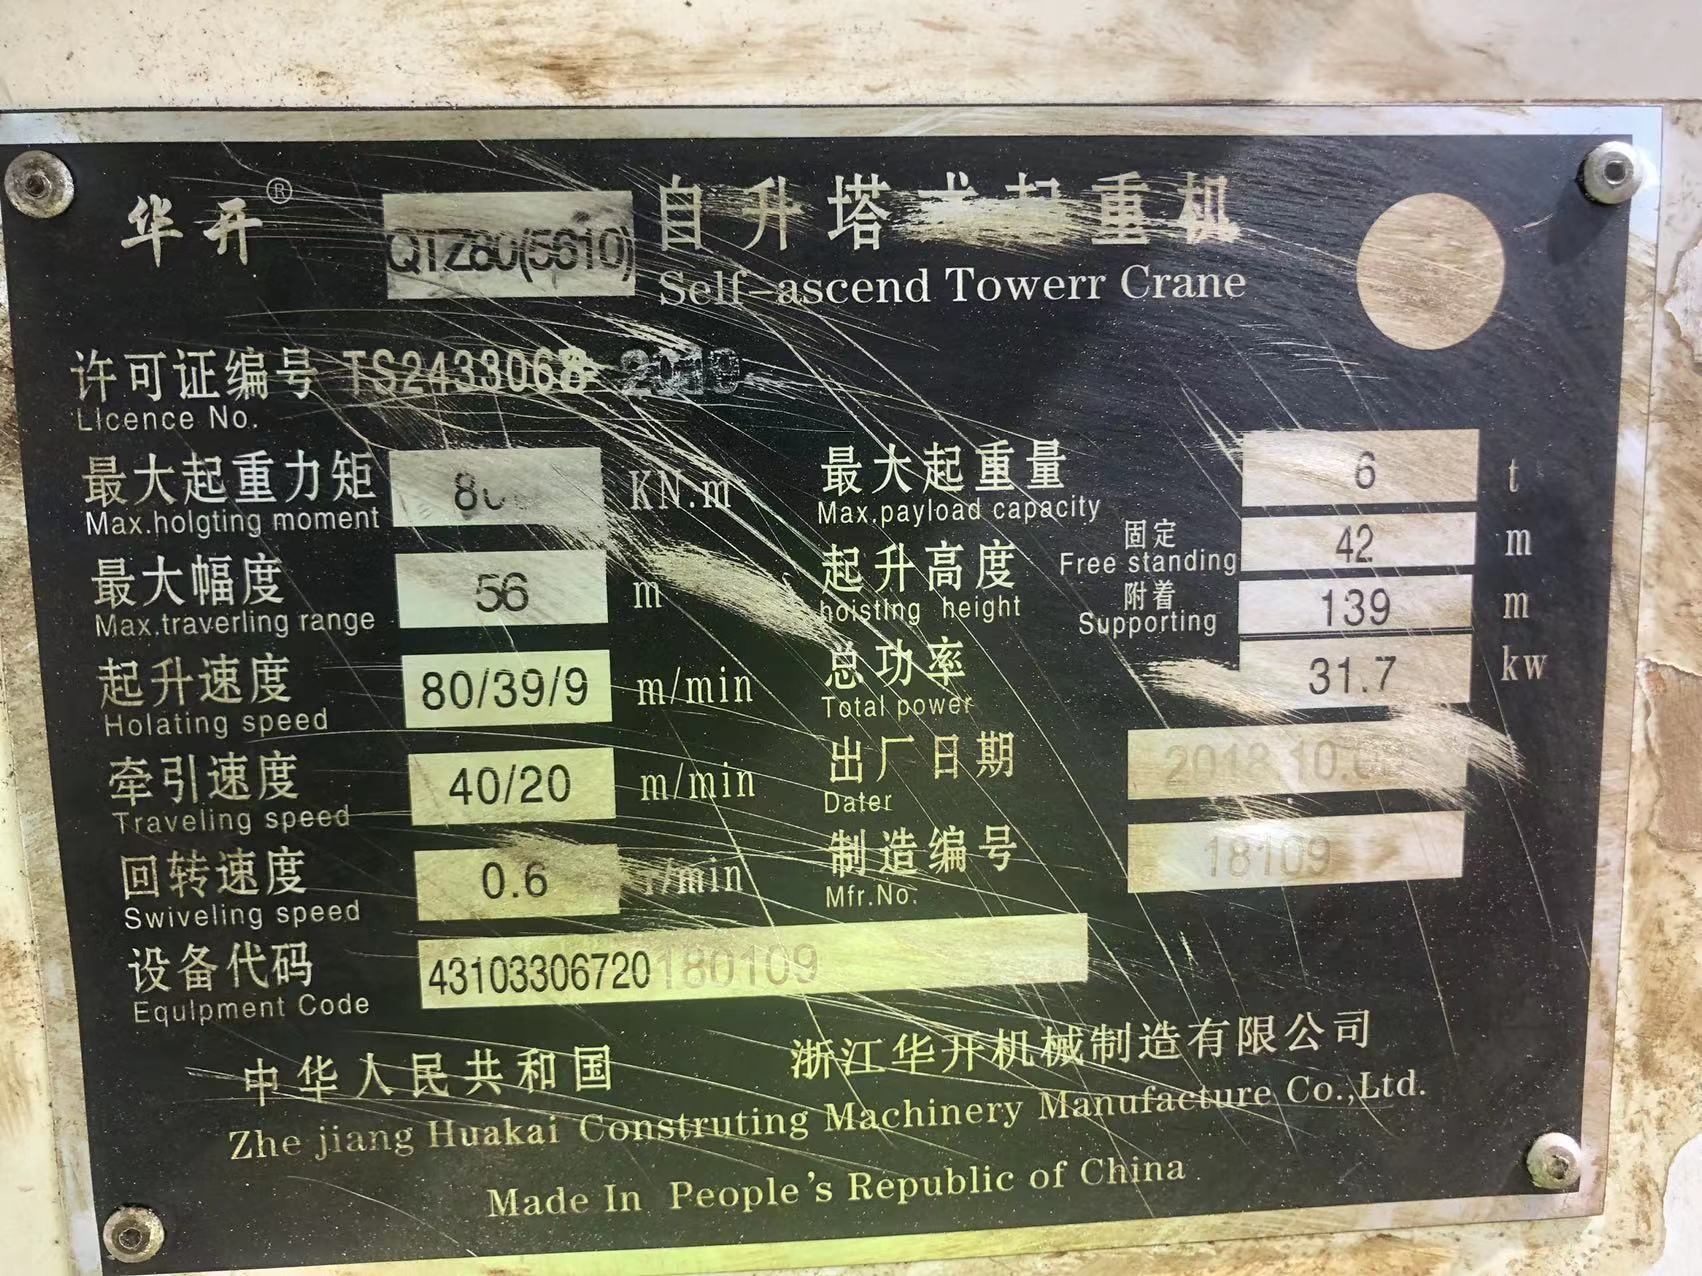 华开® QTZ80(5610) 自升塔式起重机
Self-ascend Towerr Crane
许可证编号 TS2433068-2019
LIcence No.
最大起重力矩 KN.m
Max.holgting moment
最大幅度 56 m
Max.traverling range
起升速度 80/39/9 m/min
Holating speed
牵引速度 40/20 m/min
Traveling speed
回转速度 0.6 r/min
Swiveling speed
设备代码 43103306720180109
EquIpment Code
最大起重量 6 t
Max.payload capacity
起升高度 固定 42 m
hoistIng height Free standing
附着 139 m
Supporting
总功率 31.7 kw
Total power
出厂日期
Dater
制造编号 18109
Mfr.No.
中华人民共和国 浙江华开机械制造有限公司
Zhe jiang Huakai Construting Machinery Manufacture Co.,Ltd.
Made In People's Republic of China